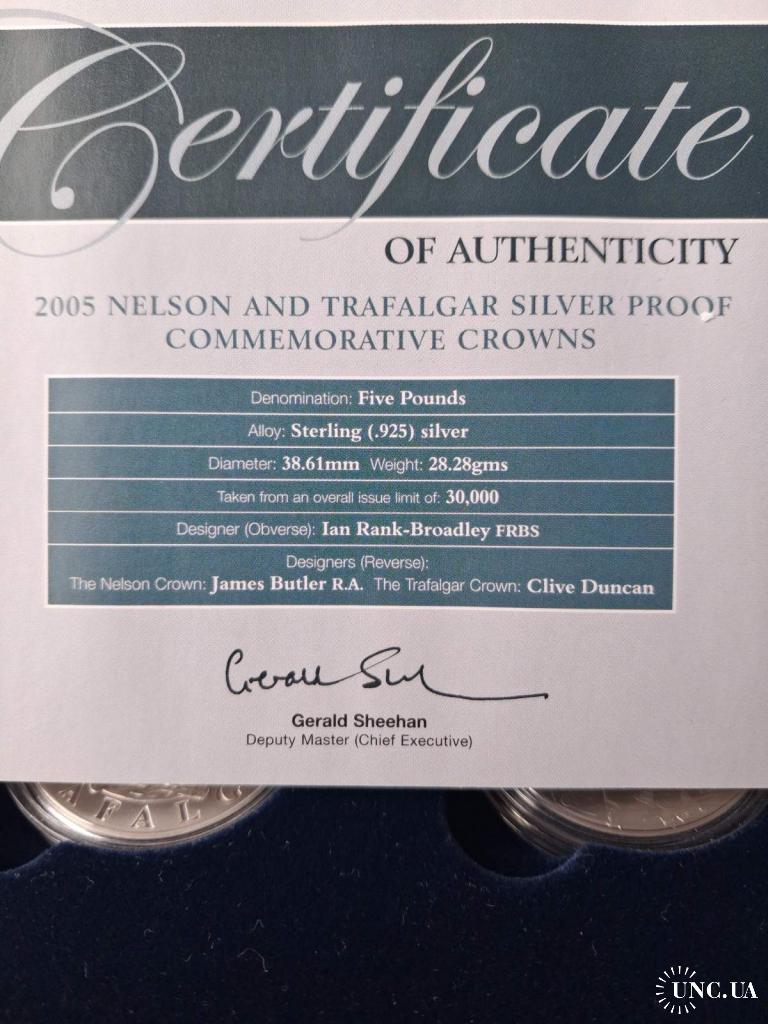 Certificate
OF AUTHENTICITY
2005 NELSON AND TRAFALGAR SILVER PROOF
COMMEMORATIVE CROWNS
Denomination: Five Pounds
Alloy: Sterling (.925) silver
Diameter: 38.61mm Weight: 28.28gms
Taken from an overall issue limit of: 30,000
Designer (Obverse): Ian Rank-Broadley FRBS
Designers (Reverse):
The Nelson Crown: James Butler R.A. The Trafalgar Crown: Clive Duncan
Gerald Sheehan
Deputy Master (Chief Executive)
AFALG
UNC.UA